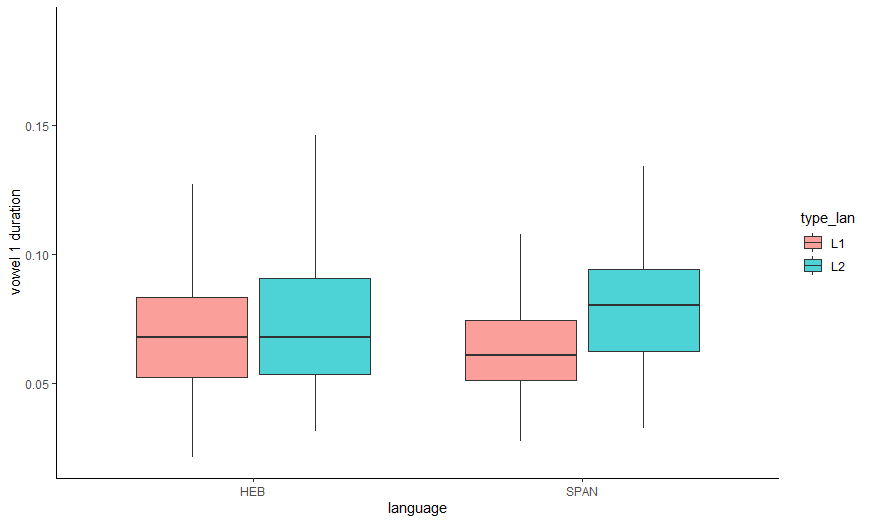 0.15
0.10
0.05
vowel 1 duration
HEB
SPAN
language
type_lan
L1
L2